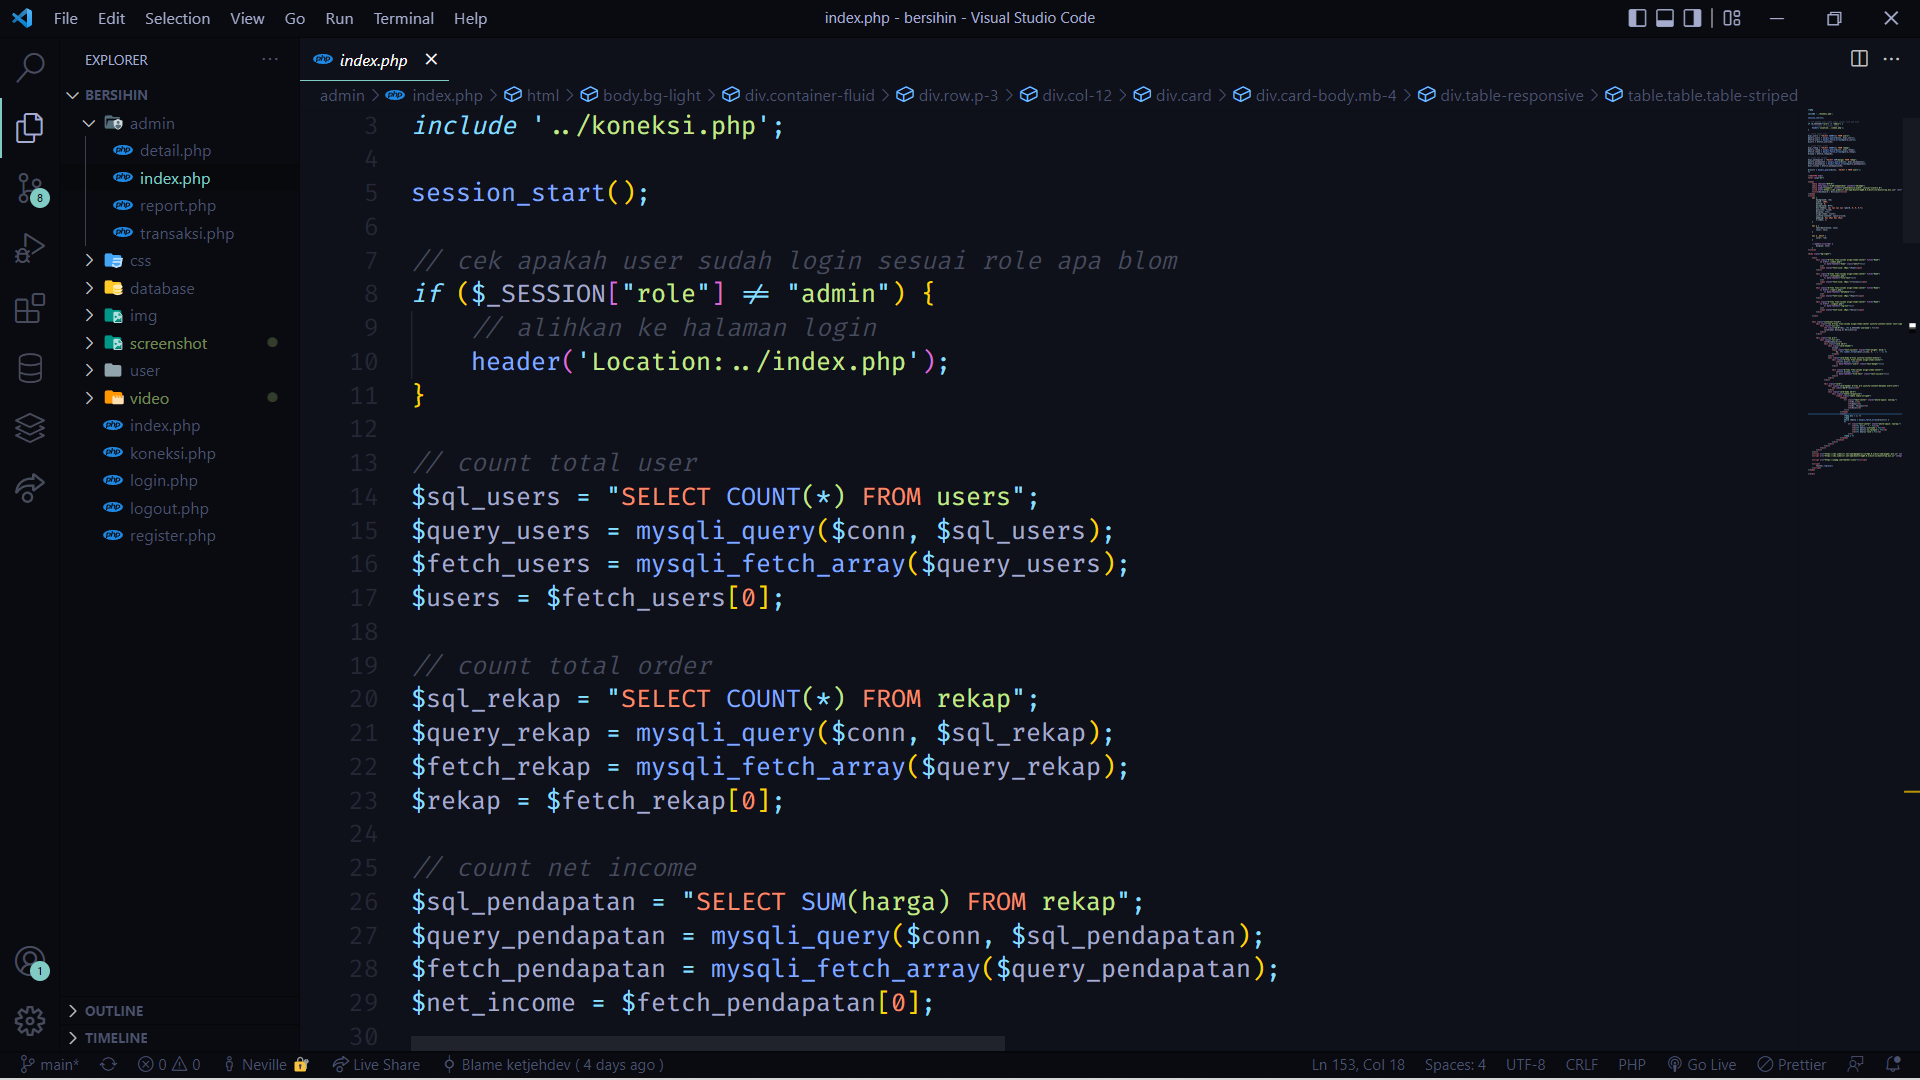 File Edit Selection View Go Run Terminal Help
index.php - bersihin - Visual Studio Code
EXPLORER
BERSIHIN
admin
detail.php
index.php
report.php
transaksi.php
css
database
img
screenshot
user
video
index.php
koneksi.php
login.php
logout.php
register.php
OUTLINE
TIMELINE
8
1
php index.php
admin > index.php > html > body.bg-light > div.container-fluid > div.row.p-3 > div.col-12 > div.card > div.card-body.mb-4 > div.table-responsive > table.table.table-striped
3 include '../koneksi.php';
4
5 session_start();
6
7 // cek apakah user sudah login sesuai role apa blom
8 if ($_SESSION["role"] != "admin") {
9 // alihkan ke halaman login
10 header('Location:../index.php');
11 }
12
13 // count total user
14 $sql_users = "SELECT COUNT(*) FROM users";
15 $query_users = mysqli_query($conn, $sql_users);
16 $fetch_users = mysqli_fetch_array($query_users);
17 $users = $fetch_users[0];
18
19 // count total order
20 $sql_rekap = "SELECT COUNT(*) FROM rekap";
21 $query_rekap = mysqli_query($conn, $sql_rekap);
22 $fetch_rekap = mysqli_fetch_array($query_rekap);
23 $rekap = $fetch_rekap[0];
24
25 // count net income
26 $sql_pendapatan = "SELECT SUM(harga) FROM rekap";
27 $query_pendapatan = mysqli_query($conn, $sql_pendapatan);
28 $fetch_pendapatan = mysqli_fetch_array($query_pendapatan);
29 $net_income = $fetch_pendapatan[0];
30
main* 0 0 Neville Live Share Blame ketjehdev ( 4 days ago ) Ln 153, Col 18 Spaces: 4 UTF-8 CRLF PHP Go Live Prettier